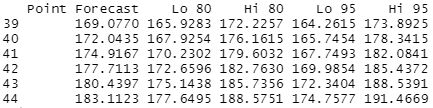 Point Forecast Lo 80 Hi 80 Lo 95 Hi 95
39 169.0770 165.9283 172.2257 164.2615 173.8925
40 172.0435 167.9254 176.1615 165.7454 178.3415
41 174.9167 170.2302 179.6032 167.7493 182.0841
42 177.7113 172.6596 182.7630 169.9854 185.4372
43 180.4397 175.1438 185.7356 172.3404 188.5391
44 183.1123 177.6495 188.5751 174.7577 191.4669